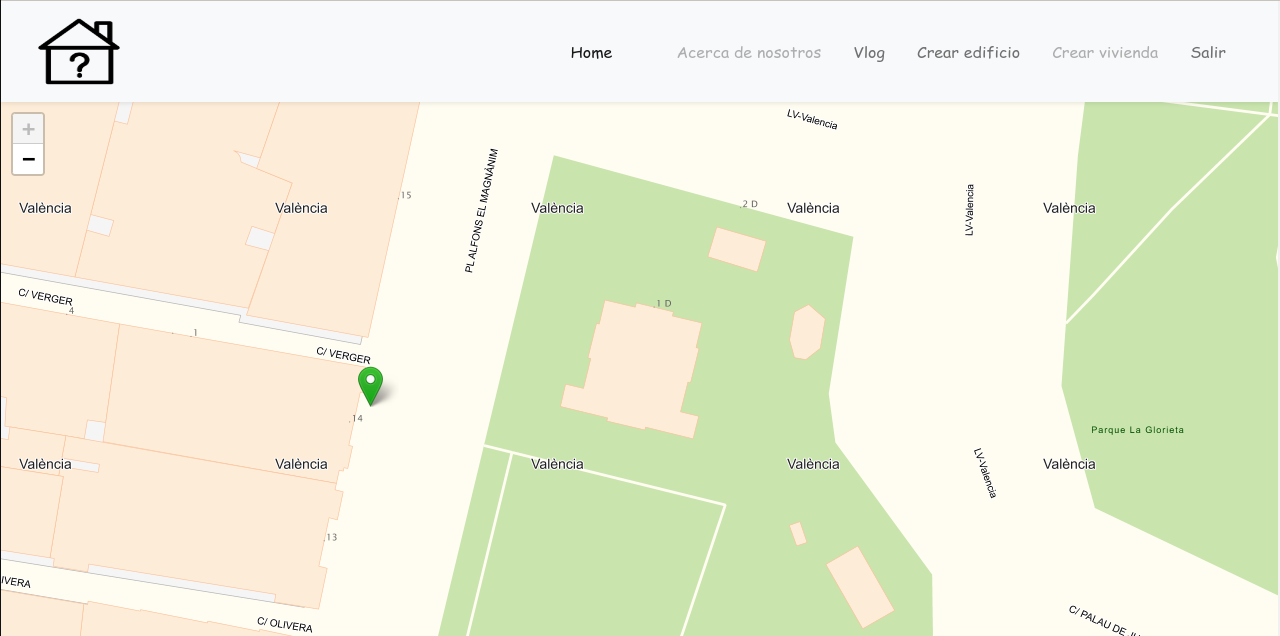 ?
Home Acerca de nosotros Vlog Crear edificio Crear vivienda Salir
+
−
LV-Valencia
PL ALFONS EL MAGNÀNIM
15
LV-Valencia
València València València 2 D València València
C/ VERGER
4
1 D
1
C/ VERGER
14
Parque La Glorieta
València València València València València
LV-Valencia
13
IVERA
C/ OLIVERA
C/ PALAU DE JU